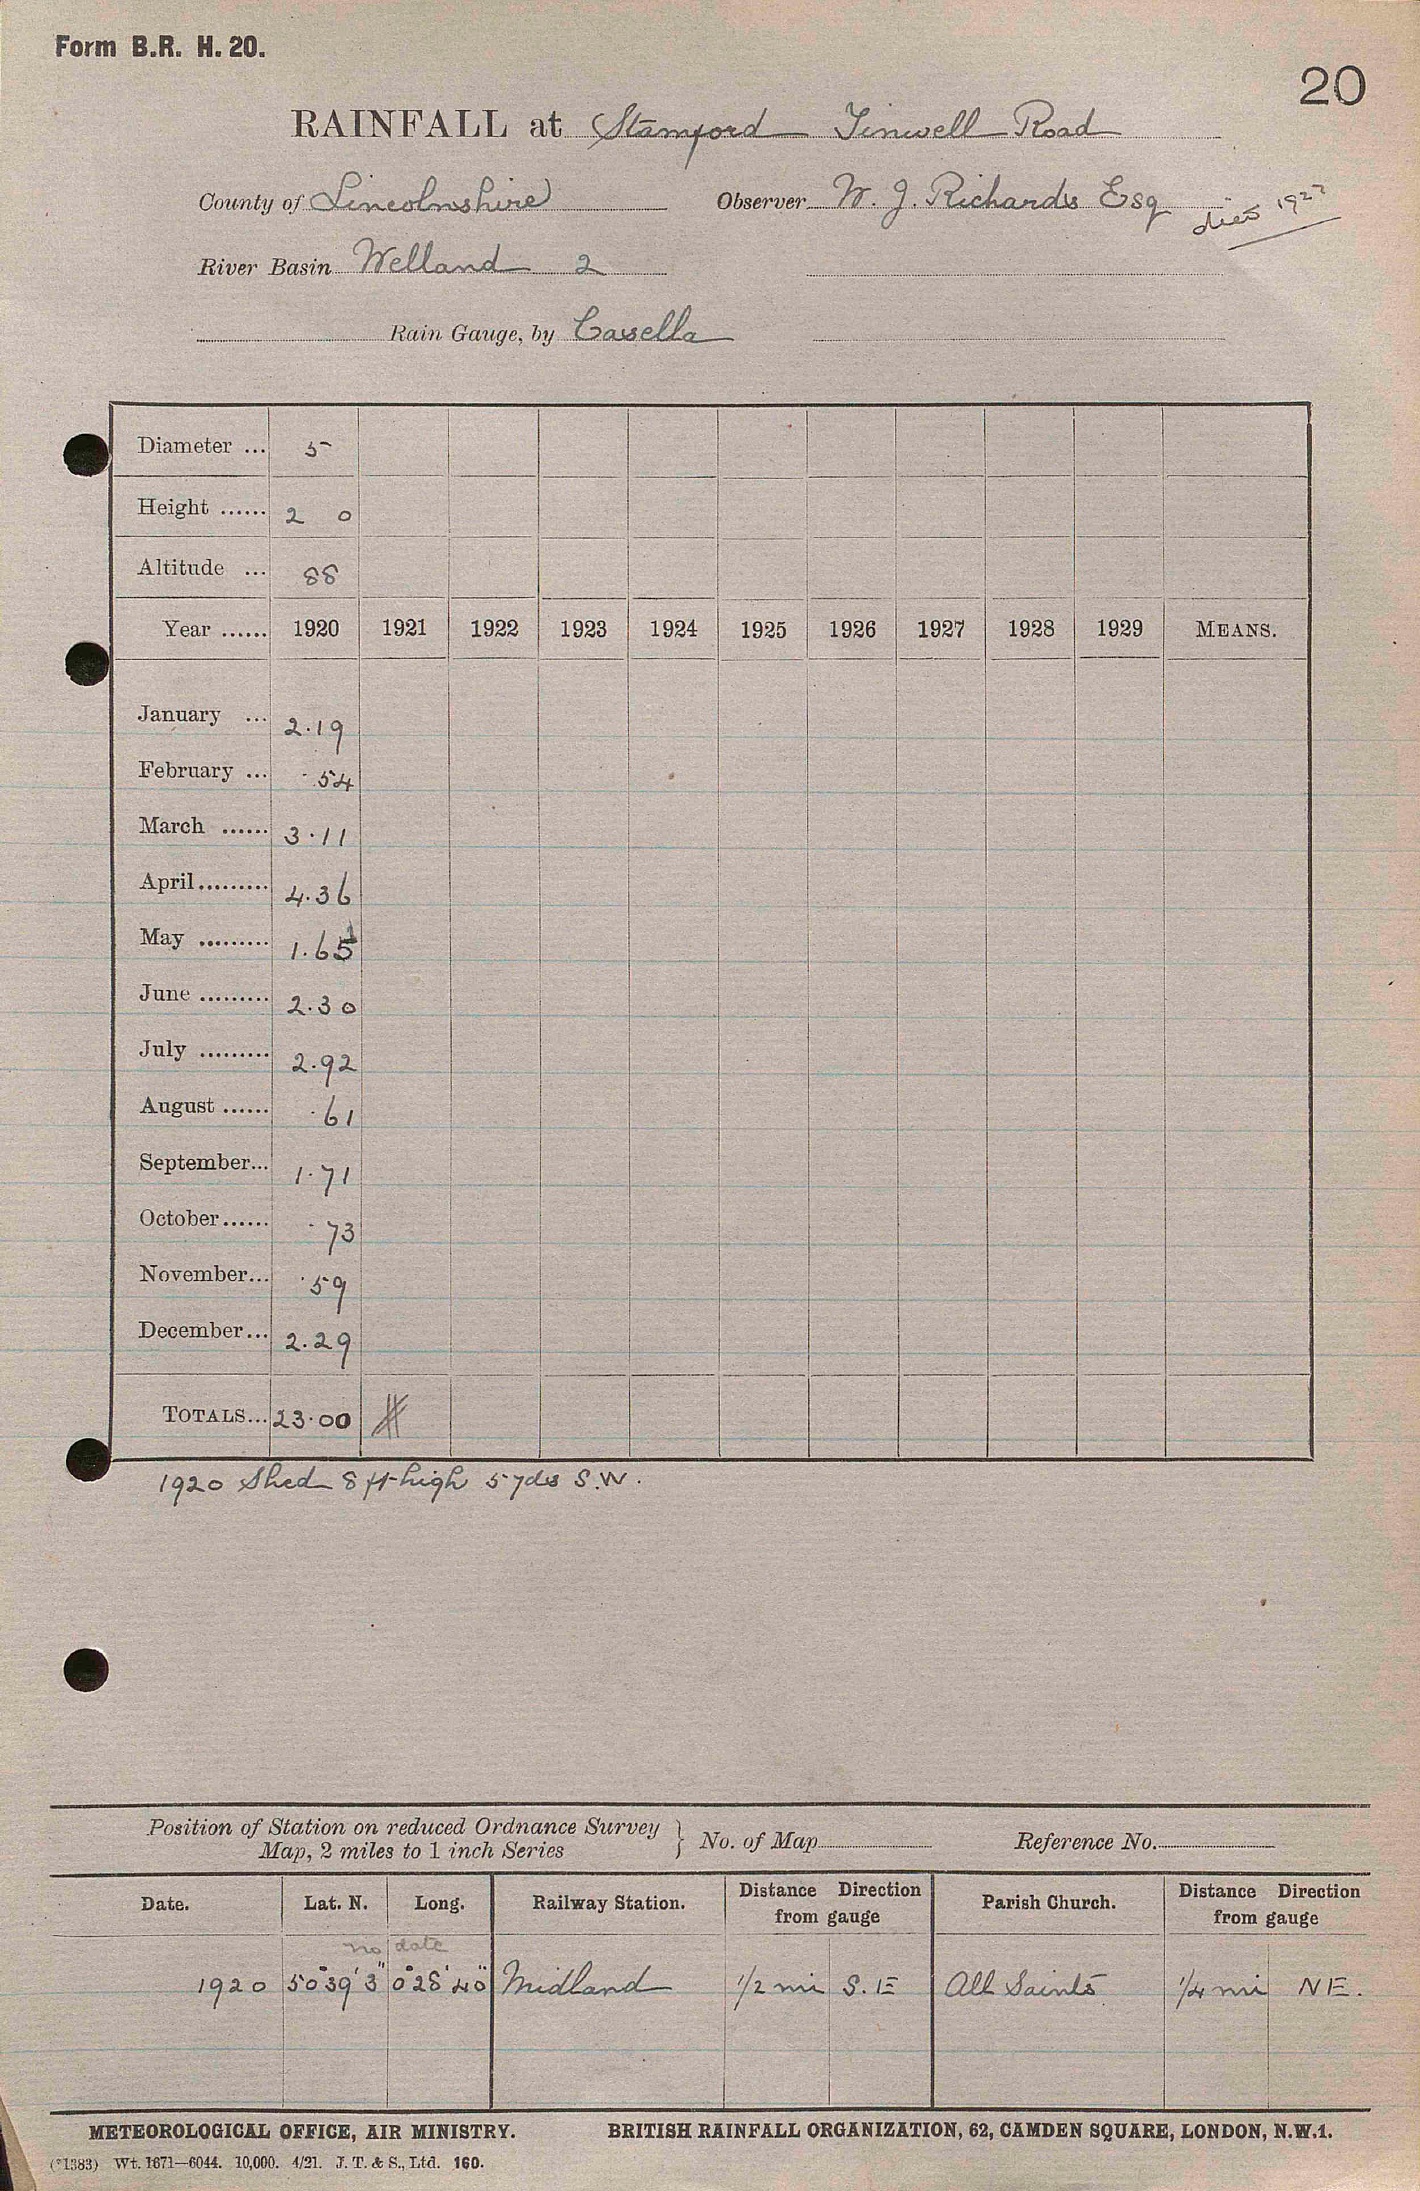 Form B.R. H. 20.
20
RAINFALL at Stamford Tinwell Road
County of Lincolnshire Observer W. J. Richards Esq died 1922
River Basin Welland 2
Rain Gauge, by Casella
Diameter ... 5
Height ...... 2 0
Altitude ... 88
Year ...... 1920 1921 1922 1923 1924 1925 1926 1927 1928 1929 MEANS.
January ... 2.19
February ... .54
March ...... 3.11
April......... 4.36
May ......... 1.65
June ......... 2.30
July ......... 2.92
August ...... .61
September... 1.71
October...... .73
November... .59
December... 2.29
TOTALS... 23.00
1920 Shed 8 ft high 5 yds S.W.
Position of Station on reduced Ordnance Survey
Map, 2 miles to 1 inch Series } No. of Map Reference No.
Date. Lat. N. Long. Railway Station. Distance Direction from gauge Parish Church. Distance Direction from gauge
no date
1920 50°39'3" 0°28'40" Midland 1/2 mi S.E All Saints 1/4 mi NE.
METEOROLOGICAL OFFICE, AIR MINISTRY. BRITISH RAINFALL ORGANIZATION, 62, CAMDEN SQUARE, LONDON, N.W.1.
(*1383) Wt. 1671—6044. 10,000. 4/21. J. T. & S., Ltd. 160.